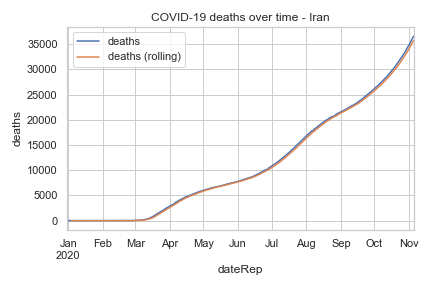 COVID-19 deaths over time - Iran
deaths
deaths (rolling)
35000
30000
25000
20000
15000
10000
5000
0
deaths
Jan Feb Mar Apr May Jun Jul Aug Sep Oct Nov
2020
dateRep